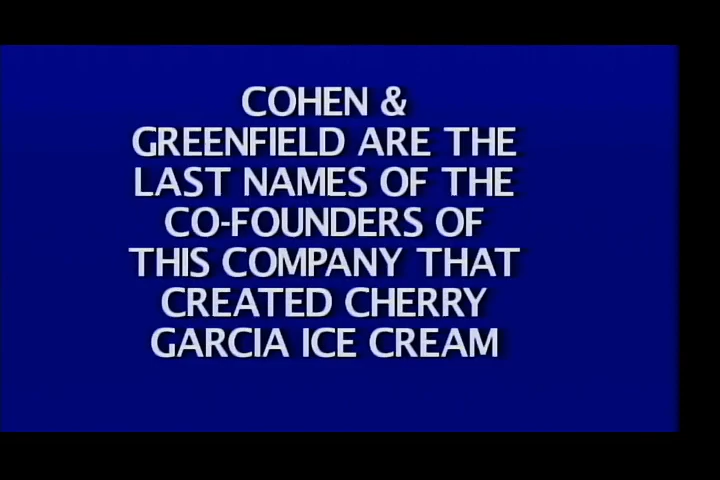 COHEN &
GREENFIELD ARE THE
LAST NAMES OF THE
CO-FOUNDERS OF
THIS COMPANY THAT
CREATED CHERRY
GARCIA ICE CREAM